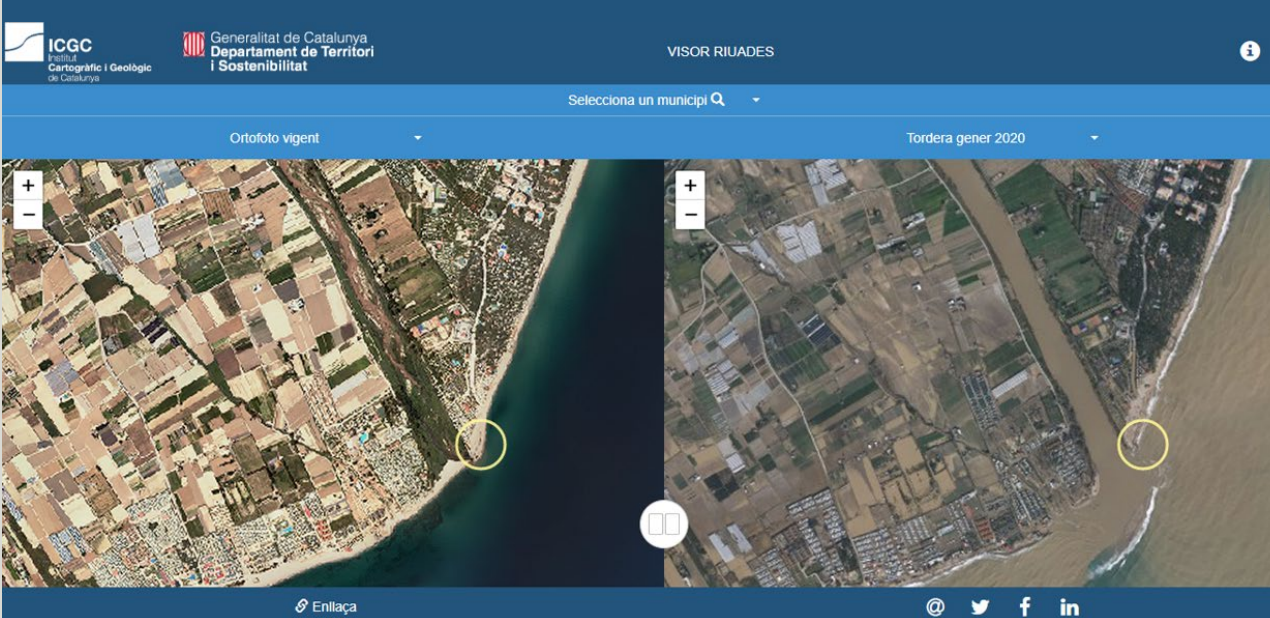 ICGC
Institut
Cartogràfic i Geològic
de Catalunya
Generalitat de Catalunya
Departament de Territori
i Sostenibilitat
VISOR RIUADES
Selecciona un municipi
Ortofoto vigent
Tordera gener 2020
+
−
+
−
Enllaça